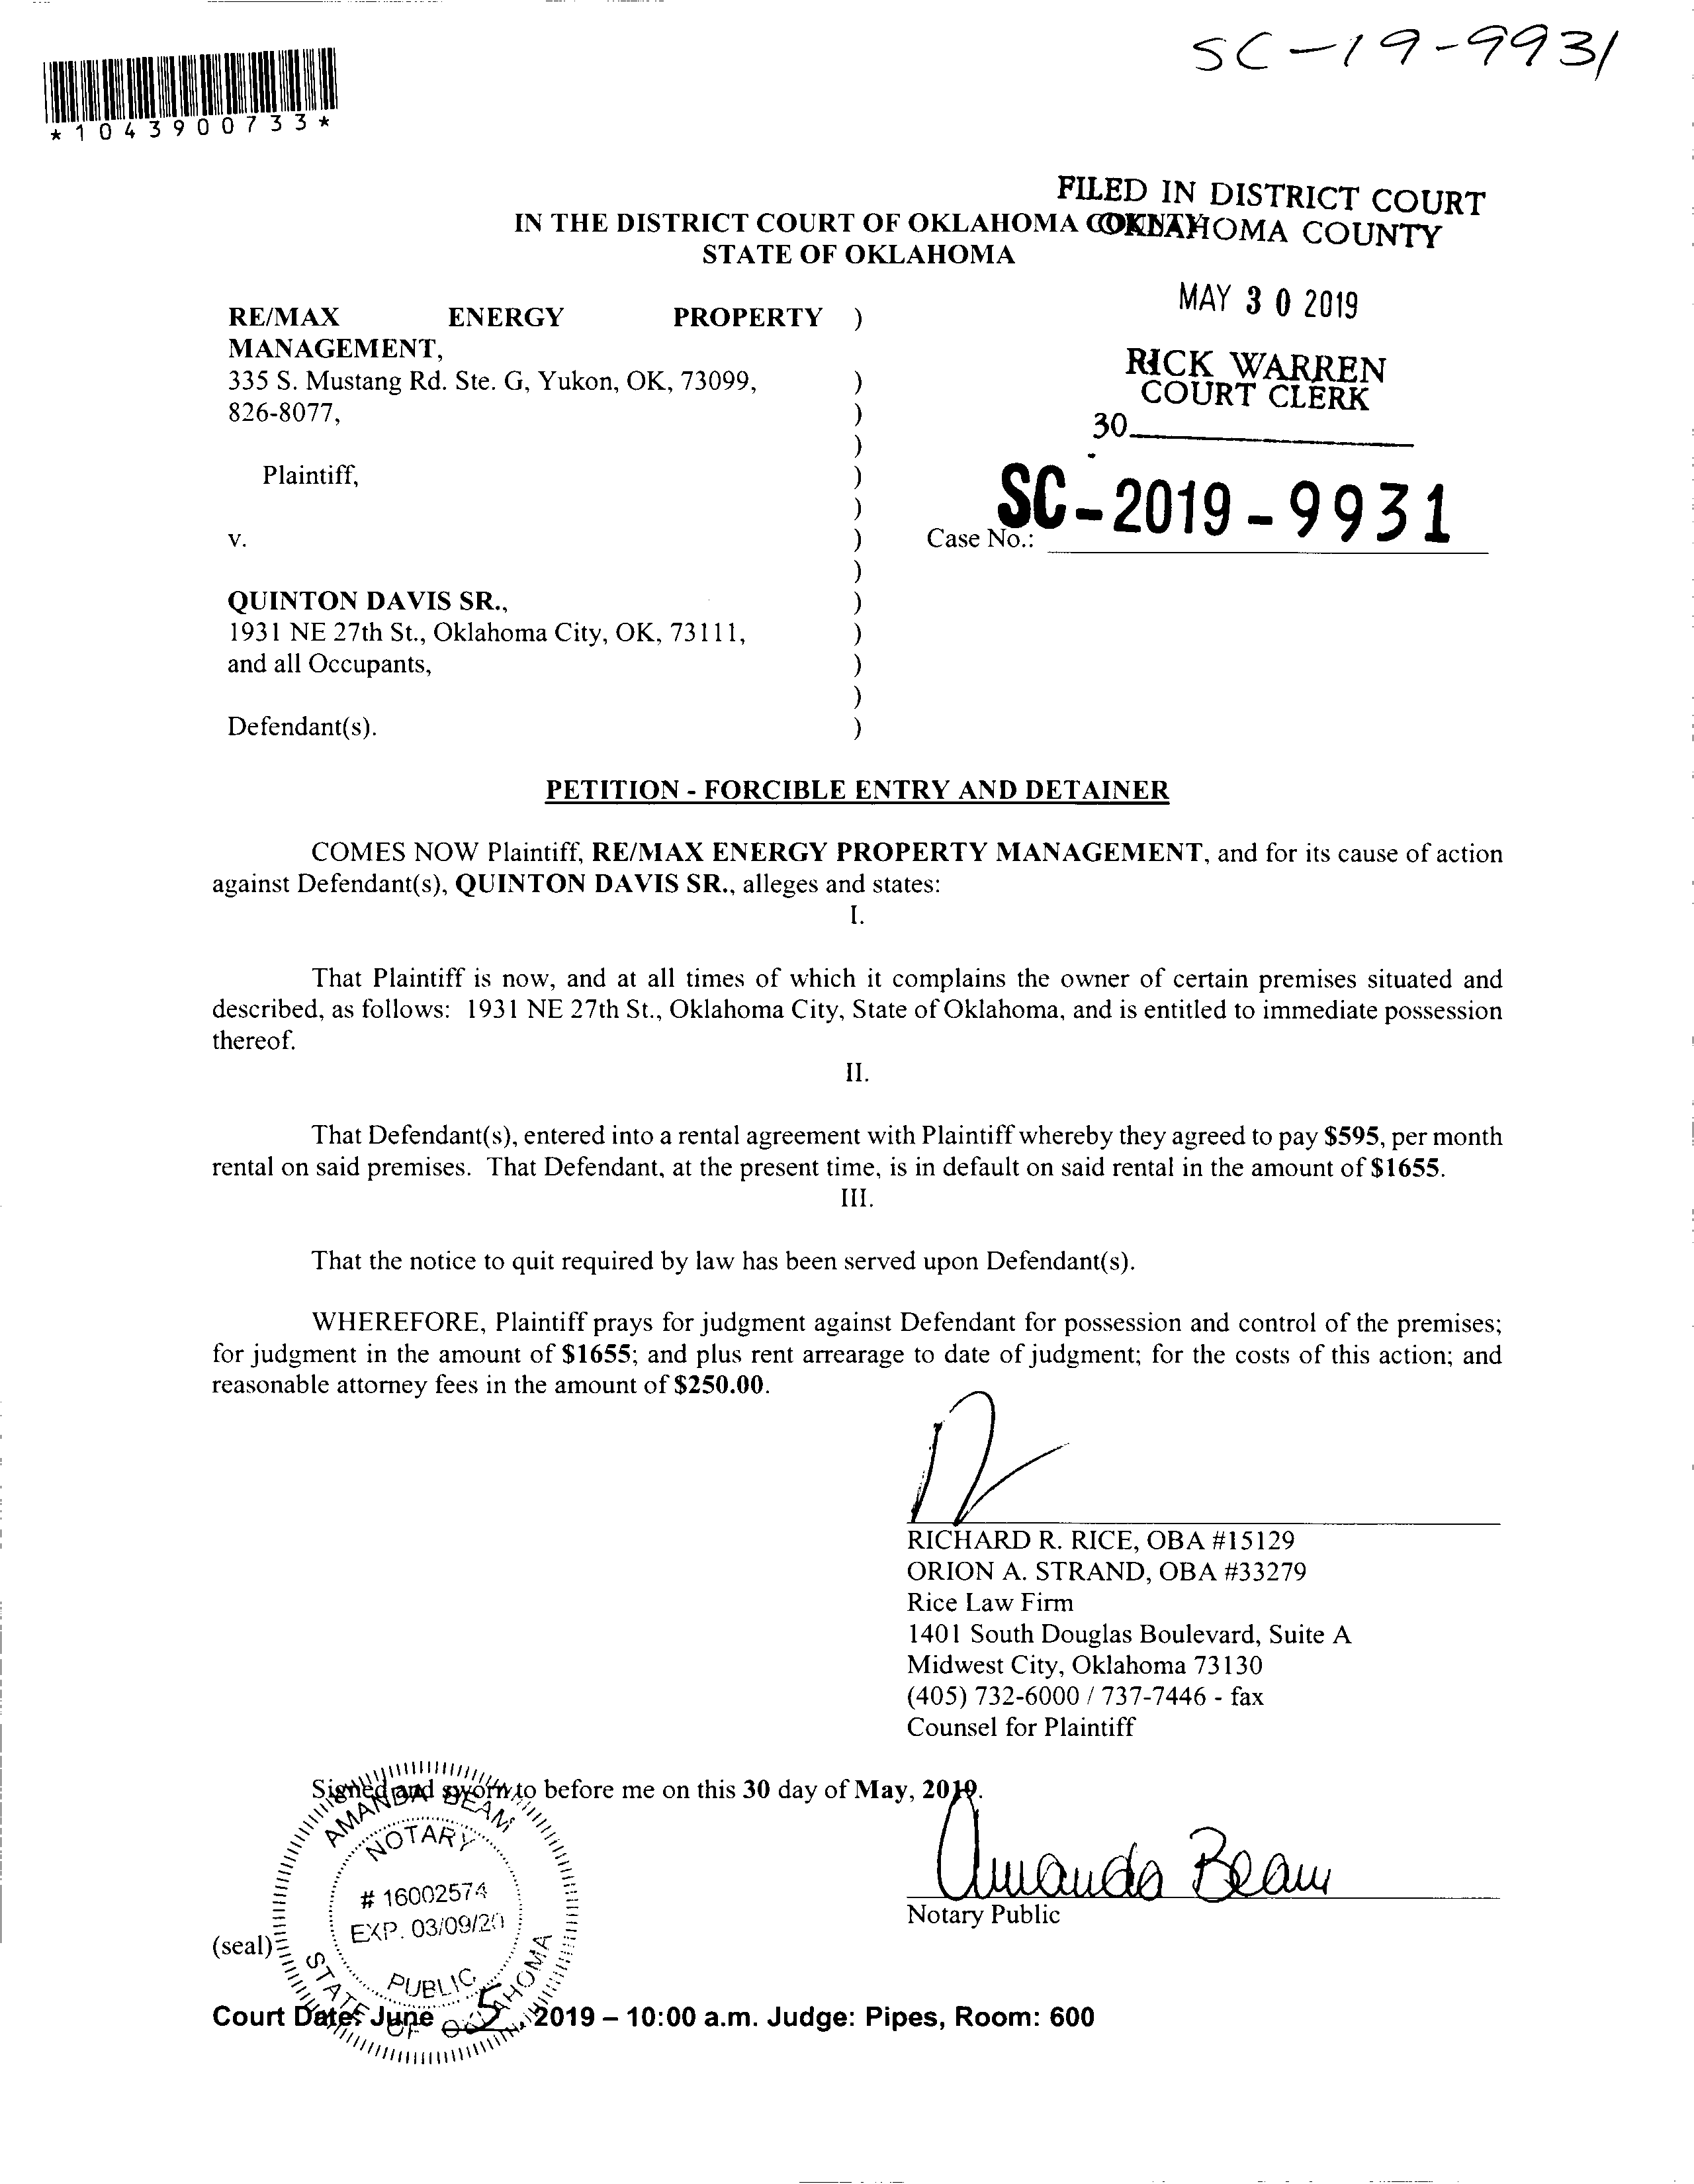 SC-19-9931
*1043900733*
FILED IN DISTRICT COURT
OKLAHOMA COUNTY
IN THE DISTRICT COURT OF OKLAHOMA COUNTY
STATE OF OKLAHOMA
MAY 30 2019
RICK WARREN
COURT CLERK
30
RE/MAX ENERGY PROPERTY )
MANAGEMENT,
335 S. Mustang Rd. Ste. G, Yukon, OK, 73099, )
826-8077, )
)
Plaintiff, )
)
v. ) Case No.: SC-2019-9931
)
QUINTON DAVIS SR., )
1931 NE 27th St., Oklahoma City, OK, 73111, )
and all Occupants, )
)
Defendant(s). )
PETITION - FORCIBLE ENTRY AND DETAINER
COMES NOW Plaintiff, RE/MAX ENERGY PROPERTY MANAGEMENT, and for its cause of action
against Defendant(s), QUINTON DAVIS SR., alleges and states:
I.
That Plaintiff is now, and at all times of which it complains the owner of certain premises situated and
described, as follows: 1931 NE 27th St., Oklahoma City, State of Oklahoma, and is entitled to immediate possession
thereof.
II.
That Defendant(s), entered into a rental agreement with Plaintiff whereby they agreed to pay $595, per month
rental on said premises. That Defendant, at the present time, is in default on said rental in the amount of $1655.
III.
That the notice to quit required by law has been served upon Defendant(s).
WHEREFORE, Plaintiff prays for judgment against Defendant for possession and control of the premises;
for judgment in the amount of $1655; and plus rent arrearage to date of judgment; for the costs of this action; and
reasonable attorney fees in the amount of $250.00.
RICHARD R. RICE, OBA #15129
ORION A. STRAND, OBA #33279
Rice Law Firm
1401 South Douglas Boulevard, Suite A
Midwest City, Oklahoma 73130
(405) 732-6000 / 737-7446 - fax
Counsel for Plaintiff
Signed and sworn to before me on this 30 day of May, 2019.
Amanda Beam
Notary Public
AMANDA BEAM
NOTARY
# 16002574
EXP. 03/09/20
PUBLIC
STATE OF OKLAHOMA
(seal)
Court Date: June 5, 2019 – 10:00 a.m. Judge: Pipes, Room: 600